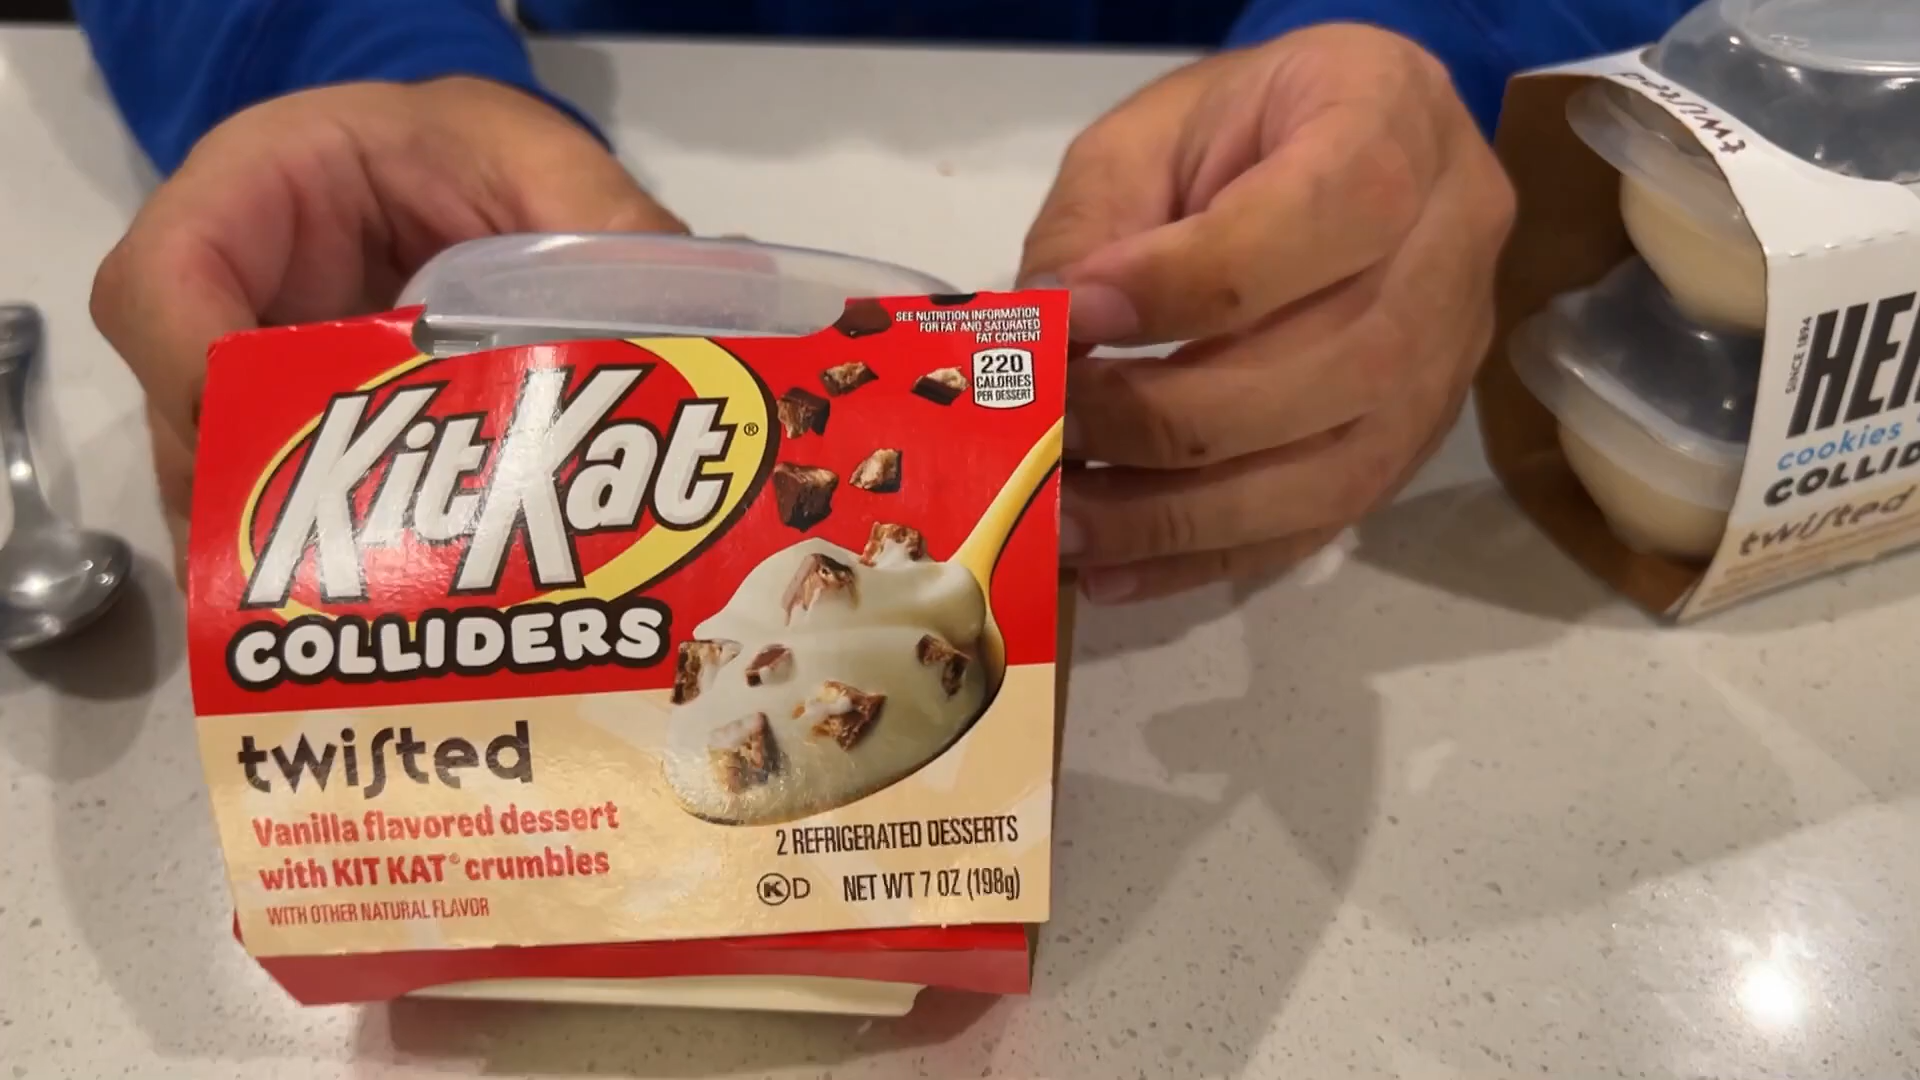 SEE NUTRITION INFORMATION
FOR FAT AND SATURATED
FAT CONTENT
220
CALORIES
PER DESSERT
KitKat®
COLLIDERS
twisted
Vanilla flavored dessert
with KIT KAT® crumbles
WITH OTHER NATURAL FLAVOR
2 REFRIGERATED DESSERTS
K D NET WT 7 OZ (198g)
twisted
SINCE 1894
cookies
twisted